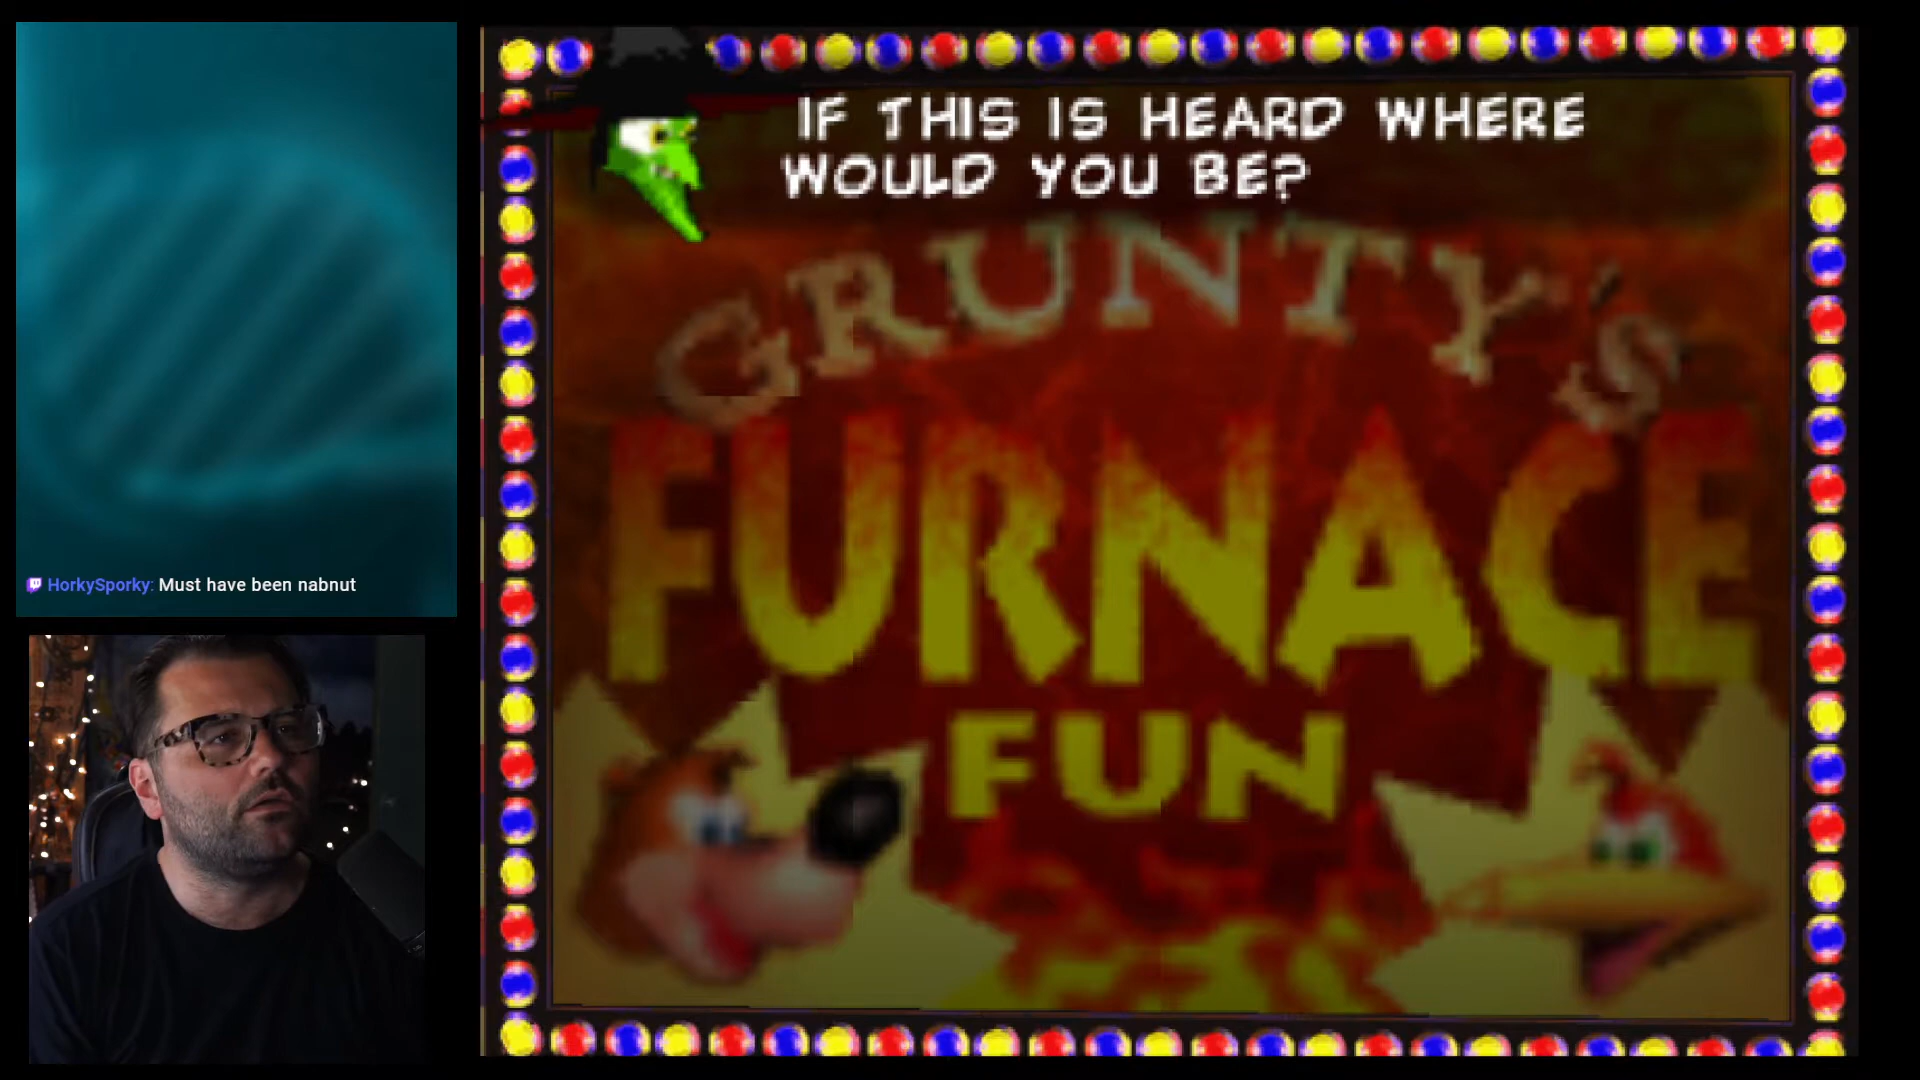 IF THIS IS HEARD WHERE
WOULD YOU BE?
GRUNTY'S
FURNACE
FUN
HorkySporky: Must have been nabnut